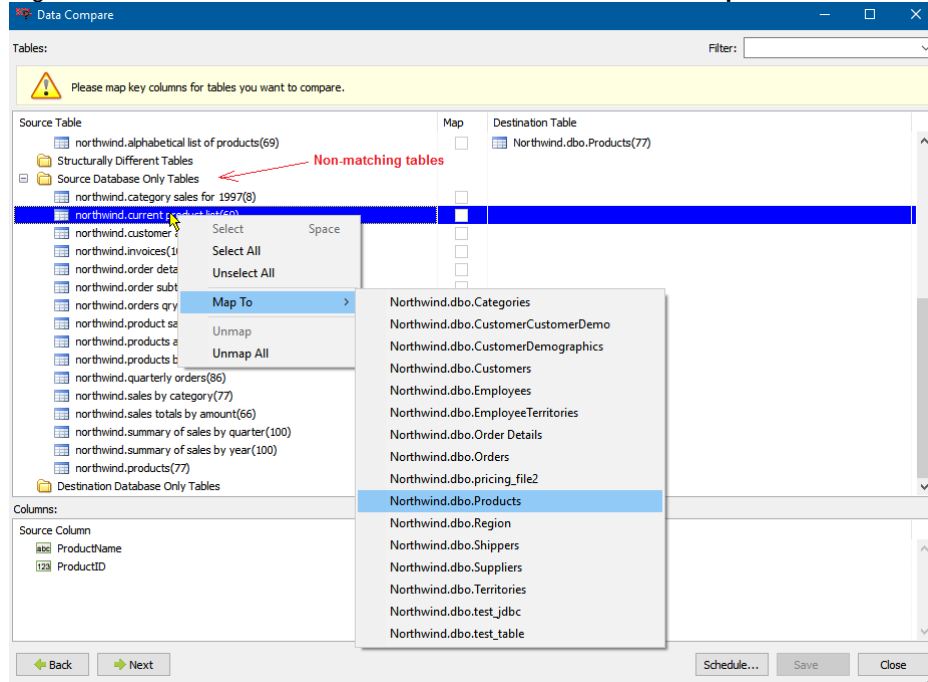 Data Compare
Tables:
Filter:
Please map key columns for tables you want to compare.
Source Table Map Destination Table
northwind.alphabetical list of products(69) Northwind.dbo.Products(77)
Structurally Different Tables
Non-matching tables
Source Database Only Tables
northwind.category sales for 1997(8)
northwind.current product list(69)
northwind.customer a
northwind.invoices(1
northwind.order deta
northwind.order subt
northwind.orders qry
northwind.product sa
northwind.products a
northwind.products b
northwind.quarterly orders(86)
northwind.sales by category(77)
northwind.sales totals by amount(66)
northwind.summary of sales by quarter(100)
northwind.summary of sales by year(100)
northwind.products(77)
Destination Database Only Tables
Select Space
Select All
Unselect All
Map To >
Unmap
Unmap All
Northwind.dbo.Categories
Northwind.dbo.CustomerCustomerDemo
Northwind.dbo.CustomerDemographics
Northwind.dbo.Customers
Northwind.dbo.Employees
Northwind.dbo.EmployeeTerritories
Northwind.dbo.Order Details
Northwind.dbo.Orders
Northwind.dbo.pricing_file2
Northwind.dbo.Products
Northwind.dbo.Region
Northwind.dbo.Shippers
Northwind.dbo.Suppliers
Northwind.dbo.Territories
Northwind.dbo.test_jdbc
Northwind.dbo.test_table
Columns:
Source Column
abc ProductName
123 ProductID
Back Next Schedule... Save Close